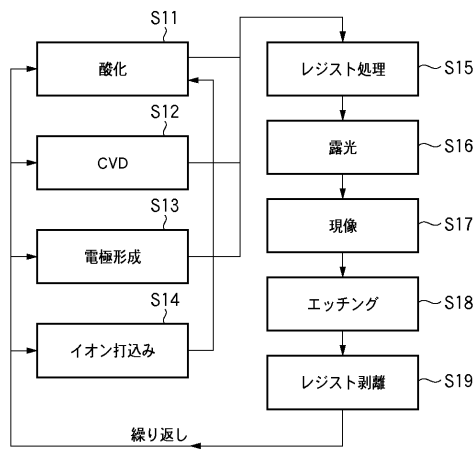 S11
酸化
S12
CVD
S13
電極形成
S14
イオン打込み
レジスト処理
S15
露光
S16
現像
S17
エッチング
S18
レジスト剥離
S19
繰り返し